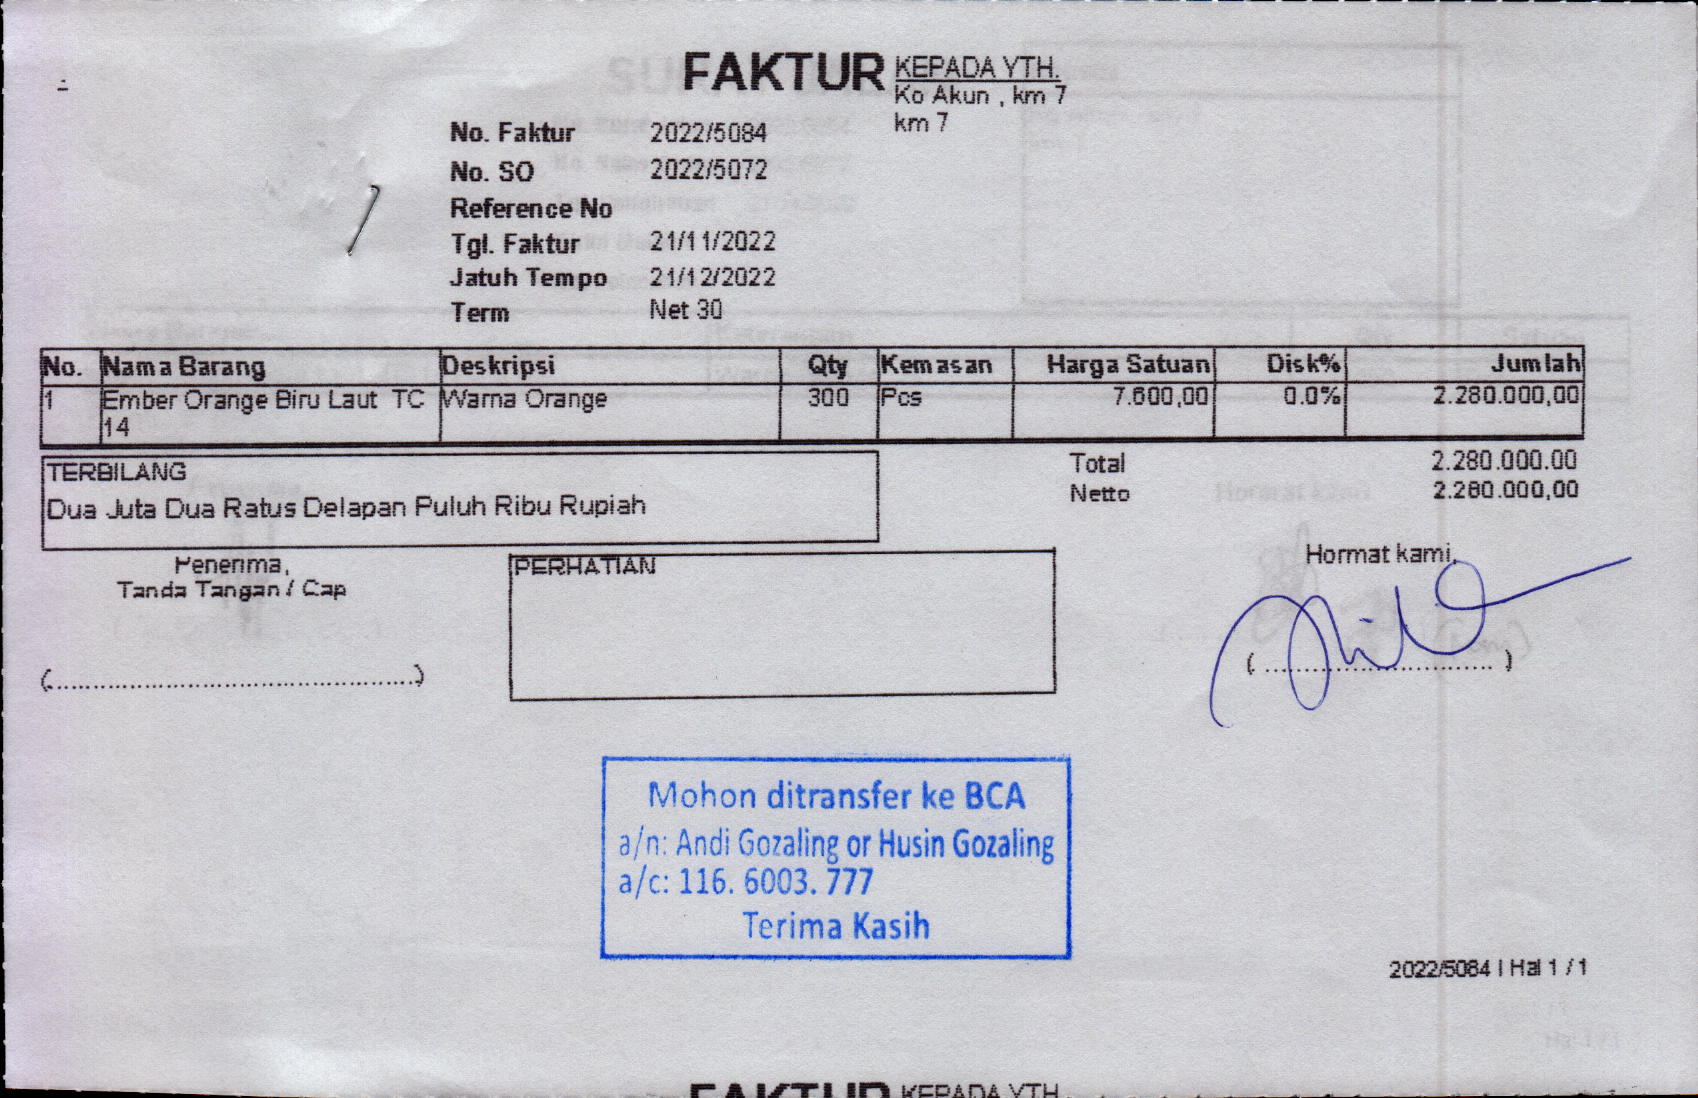 FAKTUR
KEPADA YTH.
Ko Akun , km 7
km 7
No. Faktur 2022/5084
No. SO 2022/5072
Reference No
Tgl. Faktur 21/11/2022
Jatuh Tempo 21/12/2022
Term Net 30
No. Nama Barang Deskripsi Qty Kemasan Harga Satuan Disk% Jumlah
1 Ember Orange Biru Laut TC Warna Orange 300 Pcs 7.600,00 0.0% 2.280.000,00
14
TERBILANG
Dua Juta Dua Ratus Delapan Puluh Ribu Rupiah
Total 2.280.000.00
Netto 2.280.000,00
Penerima,
Tanda Tangan / Cap
(................................................)
PERHATIAN
Hormat kami,
(................................)
Mohon ditransfer ke BCA
a/n: Andi Gozaling or Husin Gozaling
a/c: 116. 6003. 777
Terima Kasih
2022/5084 | Hal 1 / 1
FAKTUR KEPADA YTH